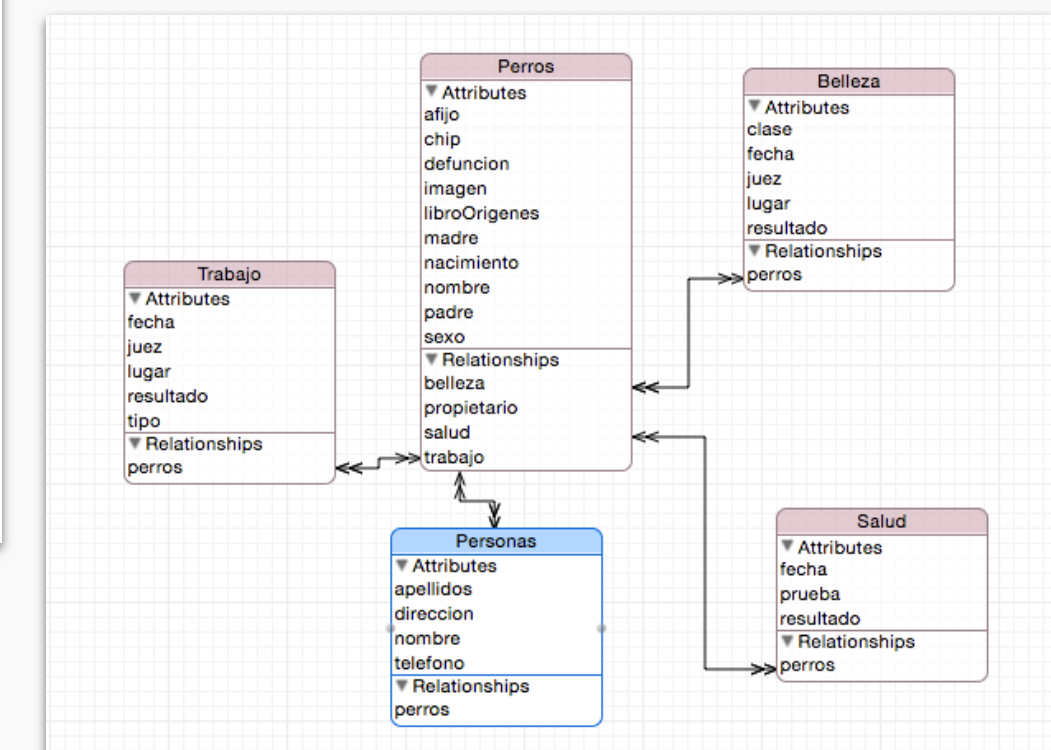 Perros
Attributes
afijo
chip
defuncion
imagen
libroOrigenes
madre
nacimiento
nombre
padre
sexo
Relationships
belleza
propietario
salud
trabajo
Belleza
Attributes
clase
fecha
juez
lugar
resultado
Relationships
perros
Trabajo
Attributes
fecha
juez
lugar
resultado
tipo
Relationships
perros
Personas
Attributes
apellidos
direccion
nombre
telefono
Relationships
perros
Salud
Attributes
fecha
prueba
resultado
Relationships
perros